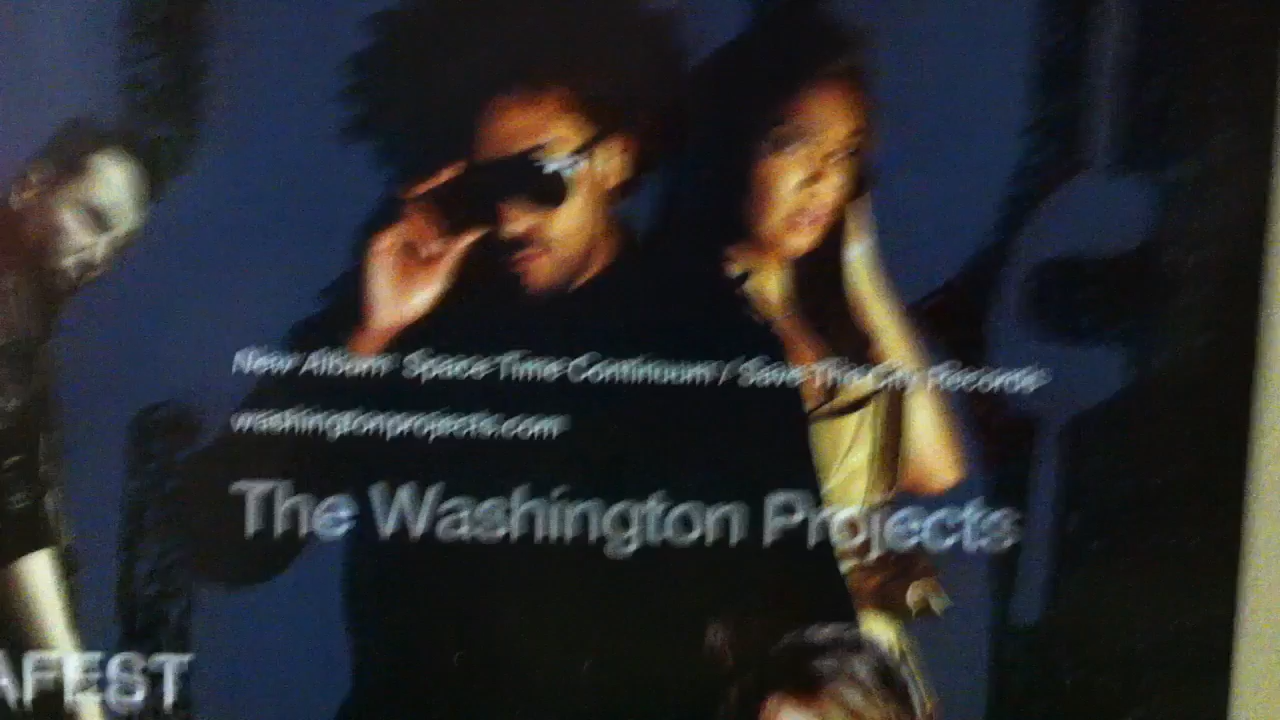 New Album Space Time Continuum / Save The City Records
washingtonprojects.com
The Washington Projects
AFEST